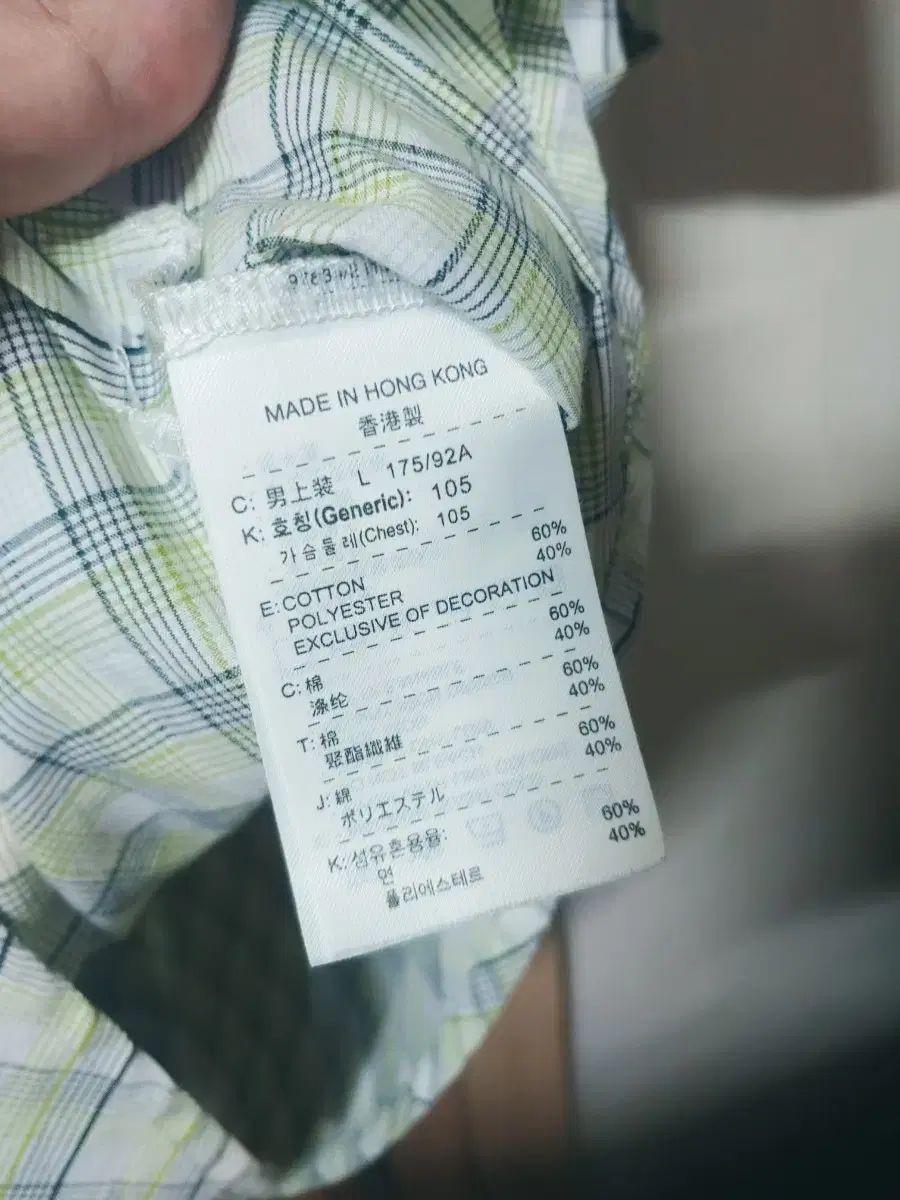 MADE IN HONG KONG
香港製
C: 男上装 L 175/92A
K: 호칭(Generic): 105
가슴둘레(Chest): 105
E: COTTON 60%
POLYESTER 40%
EXCLUSIVE OF DECORATION
C: 棉 60%
涤纶 40%
T: 棉 60%
聚酯纖維 40%
J: 綿 60%
ポリエステル 40%
K: 섬유혼용율:
면 60%
폴리에스테르 40%